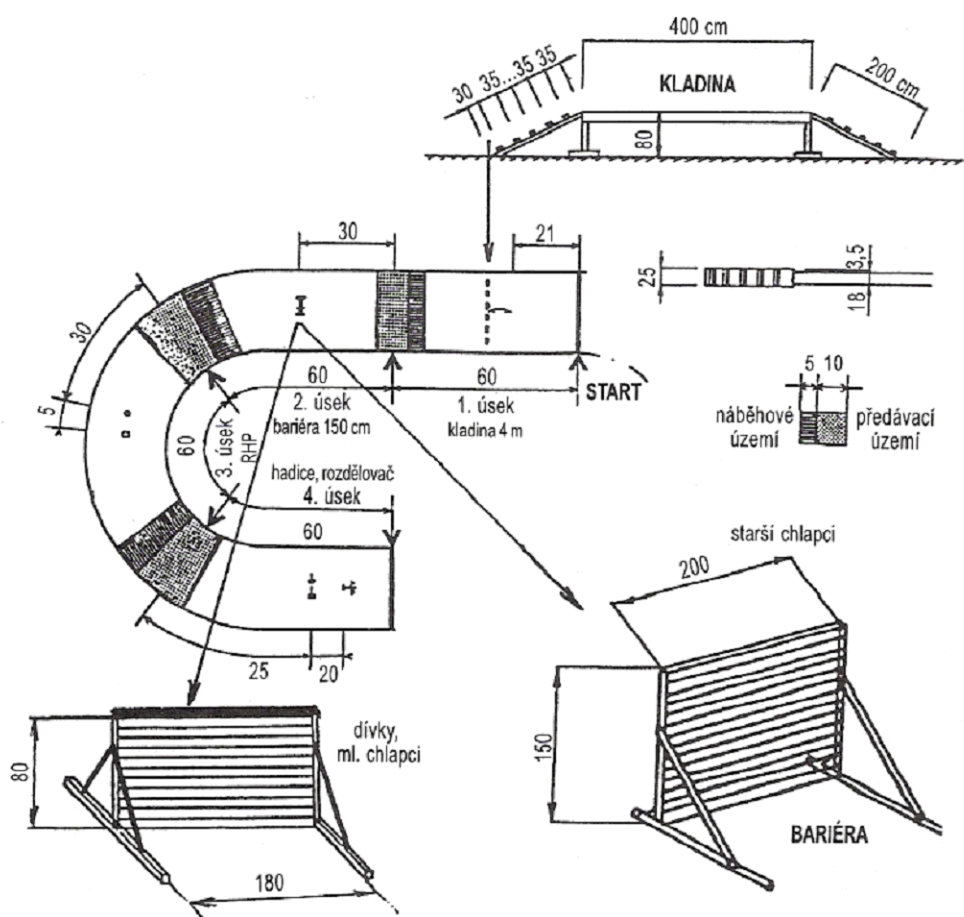 400 cm
30 35...35 35
KLADINA
200 cm
80
30
21
25
3,5
18
30
5
60
60
START
2. úsek
1. úsek
bariéra 150 cm
kladina 4 m
5 10
náběhové
území
předávací
území
60
3. úsek
RHP
hadice, rozdělovač
4. úsek
60
starší chlapci
200
25
20
150
dívky,
ml. chlapci
80
BARIÉRA
180